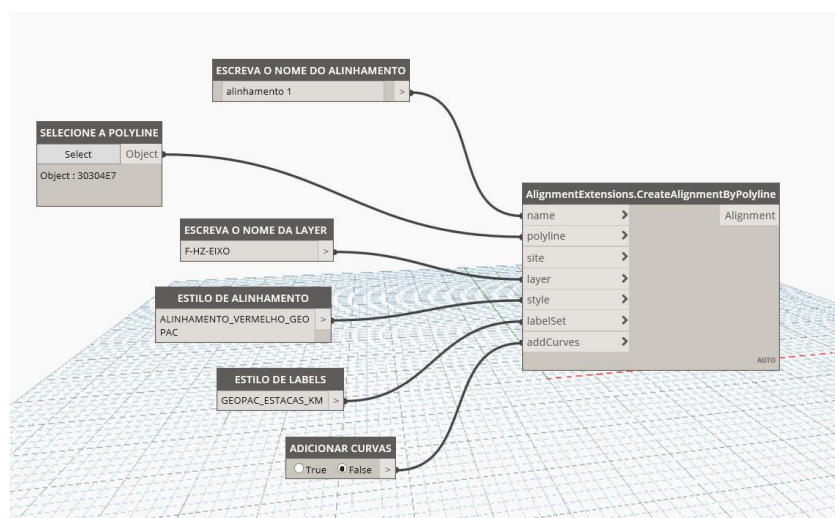 ESCREVA O NOME DO ALINHAMENTO
alinhamento 1 >
SELECIONE A POLYLINE
Select Object
Object : 30304E7
ESCREVA O NOME DA LAYER
F-HZ-EIXO >
ESTILO DE ALINHAMENTO
ALINHAMENTO_VERMELHO_GEO >
PAC
ESTILO DE LABELS
GEOPAC_ESTACAS_KM >
ADICIONAR CURVAS
True False >
AlignmentExtensions.CreateAlignmentByPolyline
name > Alignment
polyline >
site >
layer >
style >
labelSet >
addCurves >
AUTO